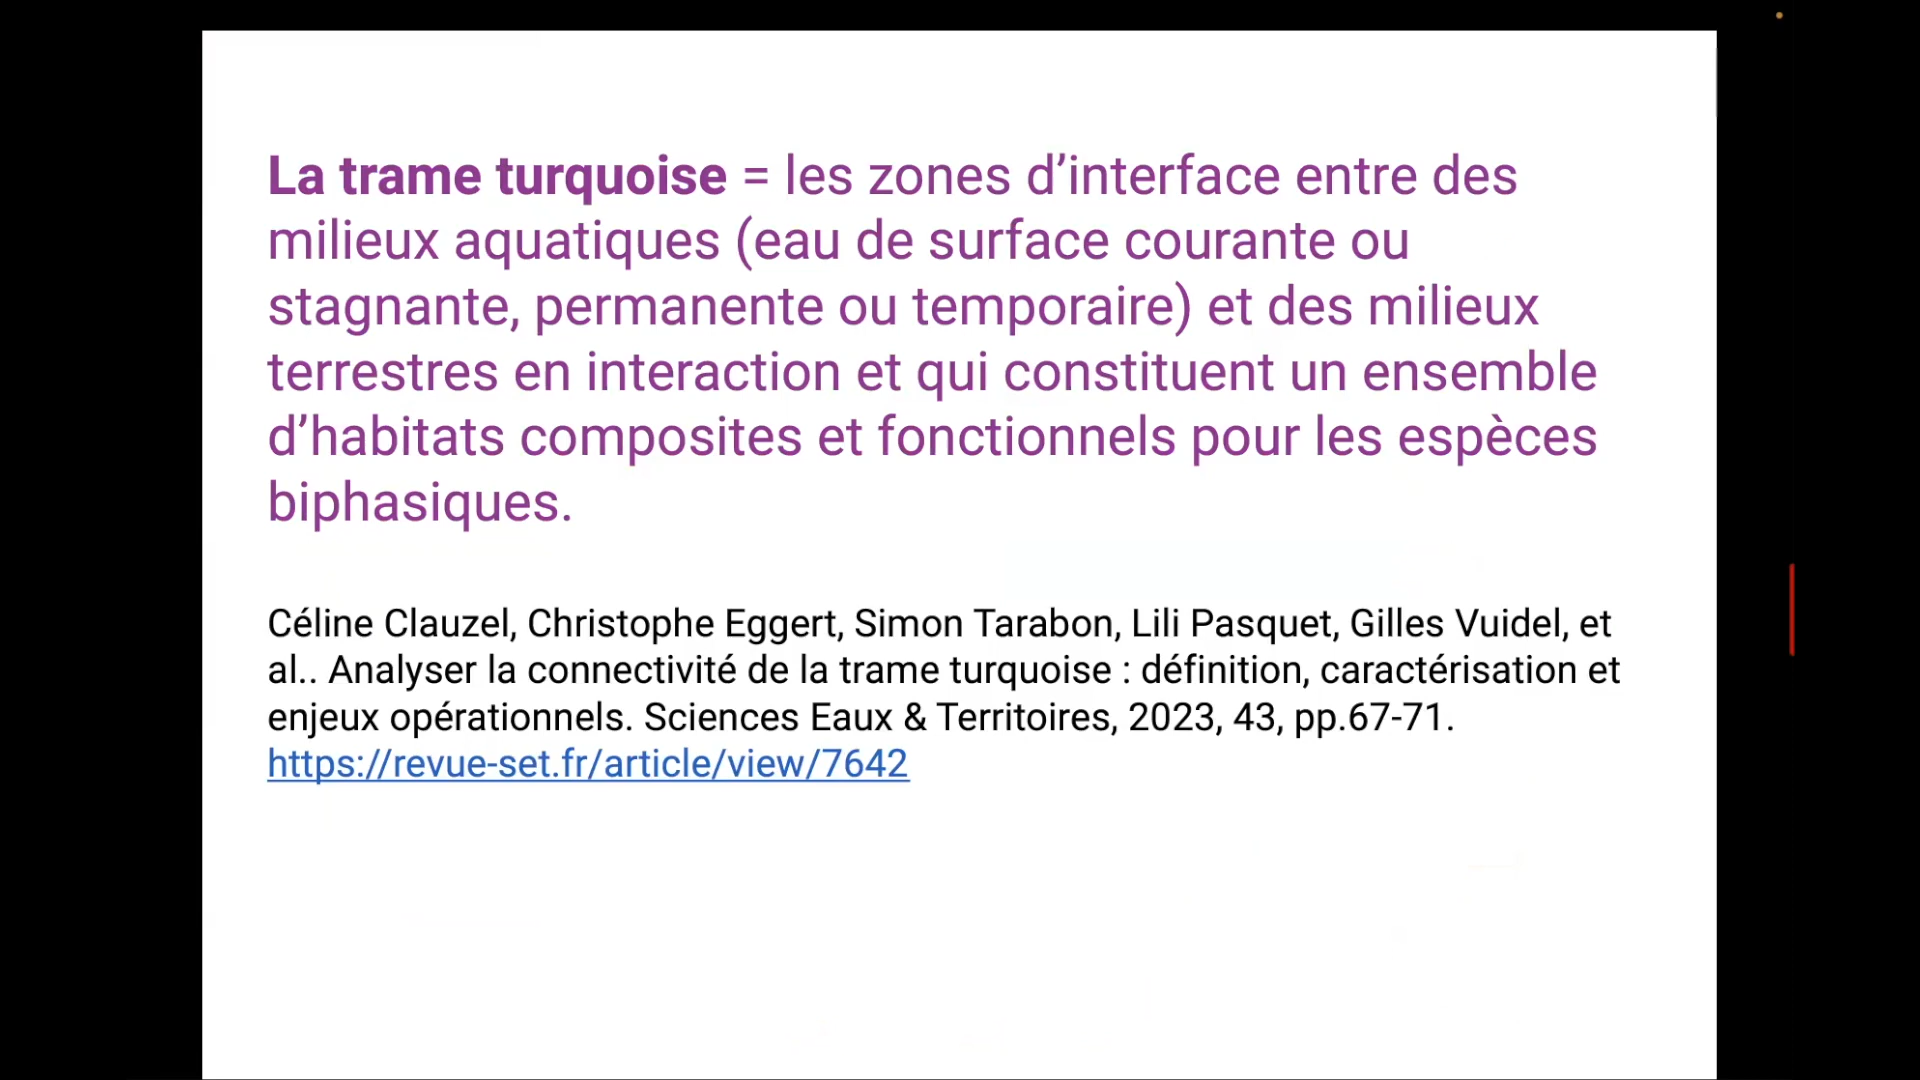 La trame turquoise = les zones d’interface entre des
milieux aquatiques (eau de surface courante ou
stagnante, permanente ou temporaire) et des milieux
terrestres en interaction et qui constituent un ensemble
d’habitats composites et fonctionnels pour les espèces
biphasiques.
Céline Clauzel, Christophe Eggert, Simon Tarabon, Lili Pasquet, Gilles Vuidel, et
al.. Analyser la connectivité de la trame turquoise : définition, caractérisation et
enjeux opérationnels. Sciences Eaux & Territoires, 2023, 43, pp.67-71.
https://revue-set.fr/article/view/7642